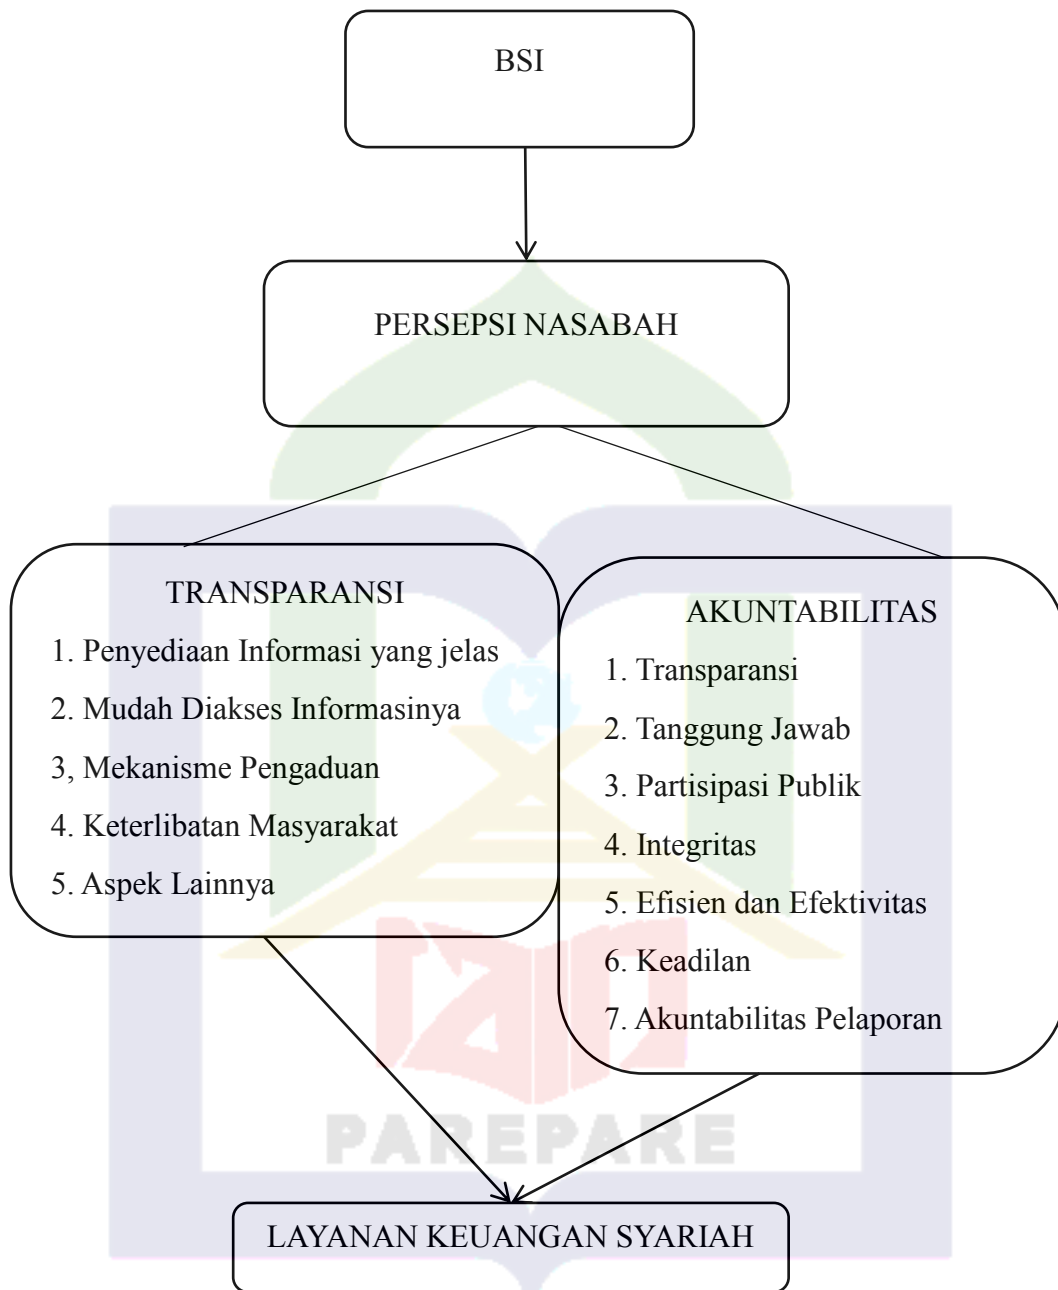 BSI
PERSEPSI NASABAH
TRANSPARANSI
1. Penyediaan Informasi yang jelas
2. Mudah Diakses Informasinya
3, Mekanisme Pengaduan
4. Keterlibatan Masyarakat
5. Aspek Lainnya
AKUNTABILITAS
1. Transparansi
2. Tanggung Jawab
3. Partisipasi Publik
4. Integritas
5. Efisien dan Efektivitas
6. Keadilan
7. Akuntabilitas Pelaporan
PAREPARE
LAYANAN KEUANGAN SYARIAH